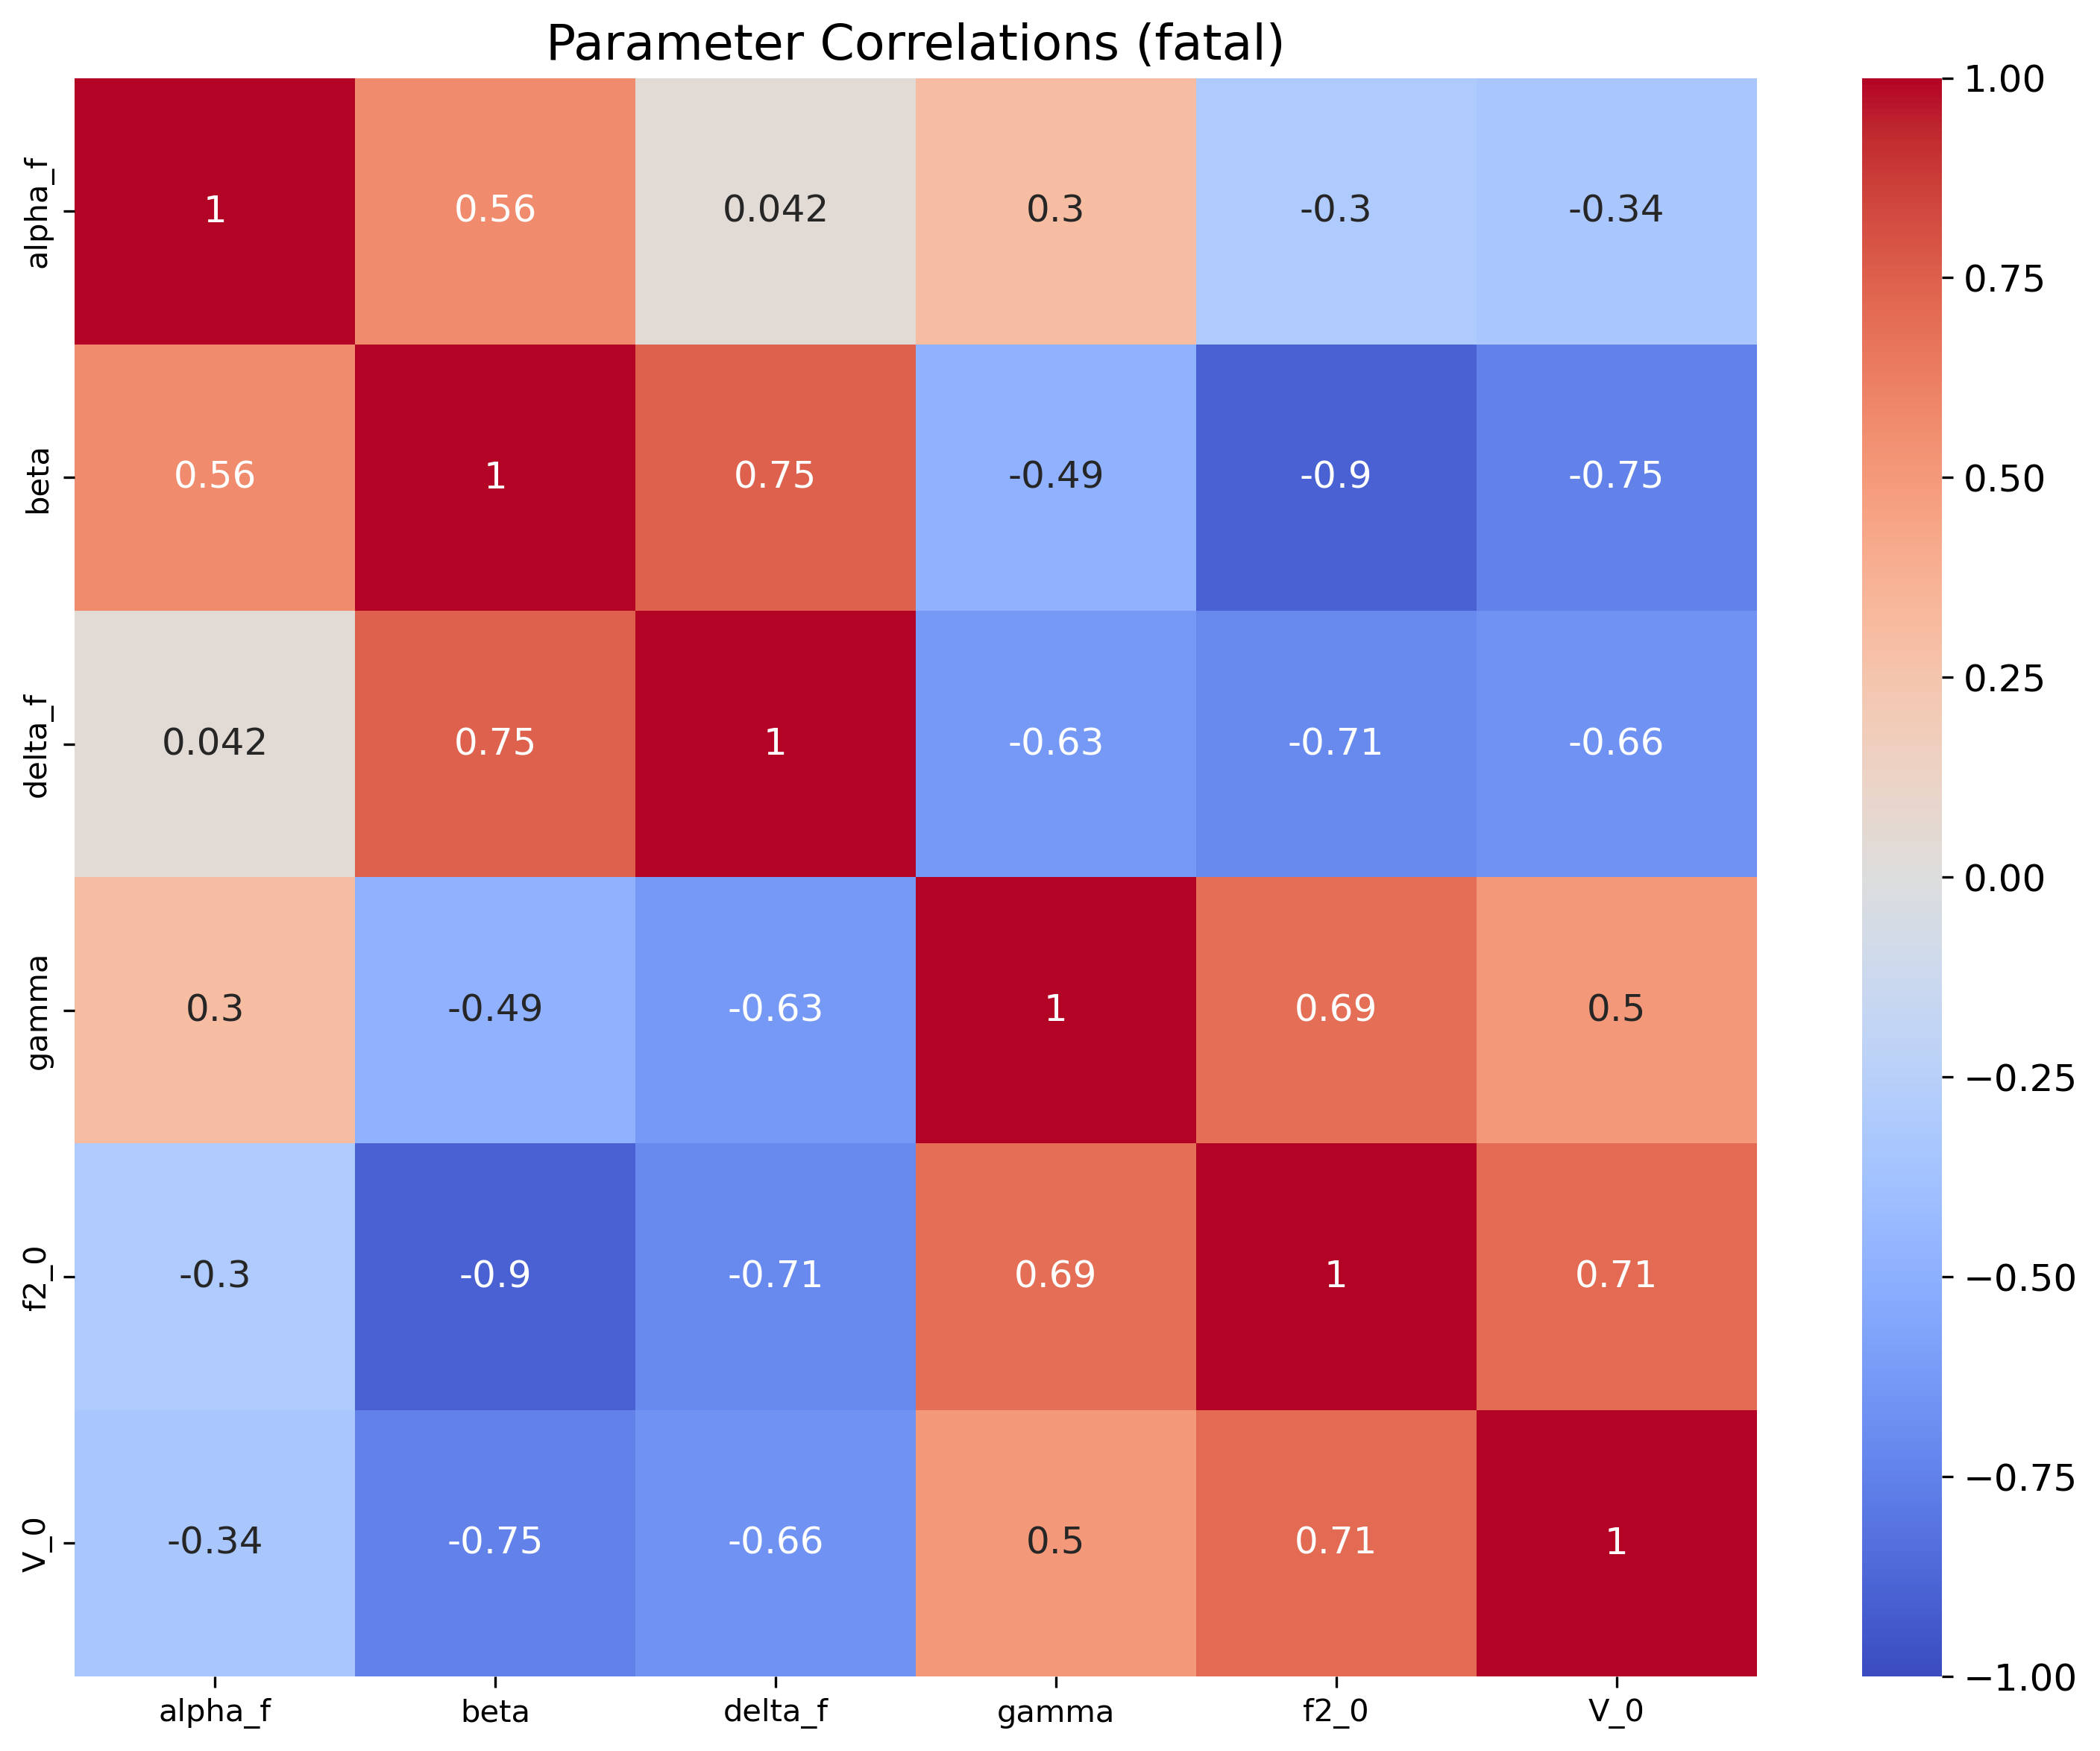 Parameter Correlations (fatal)
alpha_f 1 0.56 0.042 0.3 -0.3 -0.34
beta 0.56 1 0.75 -0.49 -0.9 -0.75
delta_f 0.042 0.75 1 -0.63 -0.71 -0.66
gamma 0.3 -0.49 -0.63 1 0.69 0.5
f2_0 -0.3 -0.9 -0.71 0.69 1 0.71
V_0 -0.34 -0.75 -0.66 0.5 0.71 1
alpha_f beta delta_f gamma f2_0 V_0
1.00
0.75
0.50
0.25
0.00
−0.25
−0.50
−0.75
−1.00